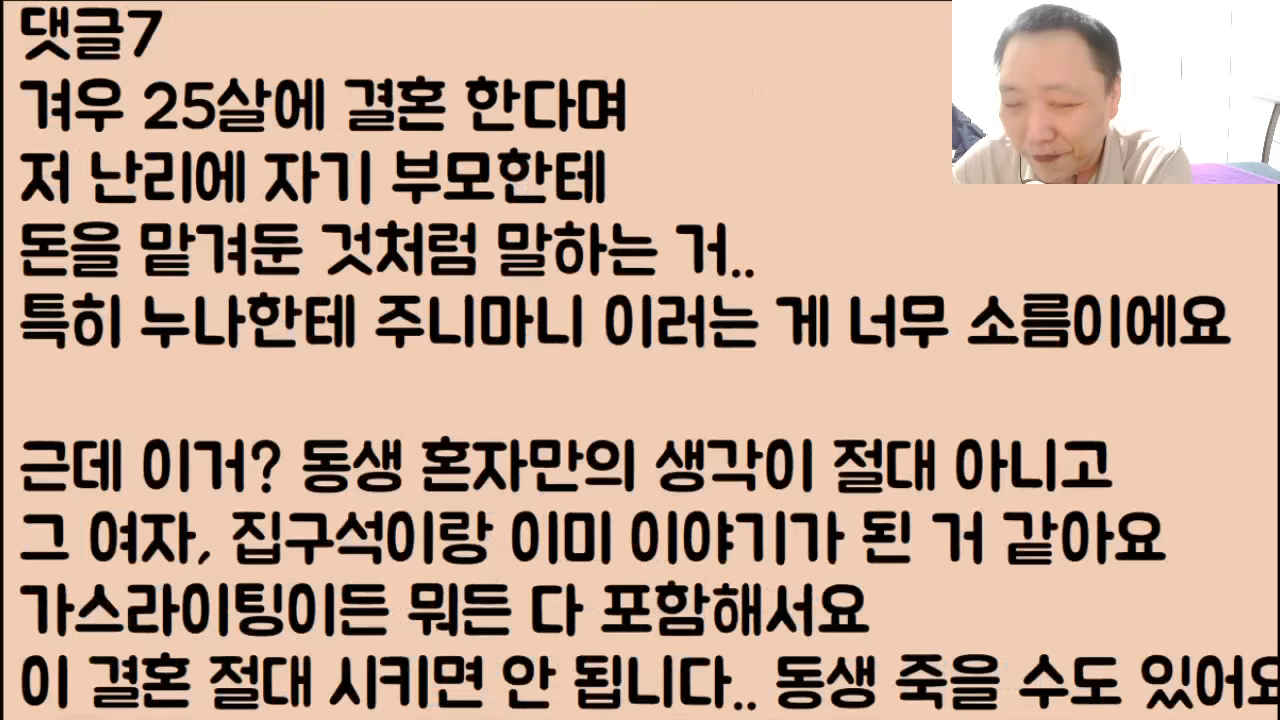 댓글7
겨우 25살에 결혼 한다며
저 난리에 자기 부모한테
돈을 맡겨둔 것처럼 말하는 거..
특히 누나한테 주니마니 이러는 게 너무 소름이에요
근데 이거? 동생 혼자만의 생각이 절대 아니고
그 여자, 집구석이랑 이미 이야기가 된 거 같아요
가스라이팅이든 뭐든 다 포함해서요
이 결혼 절대 시키면 안 됩니다.. 동생 죽을 수도 있어요